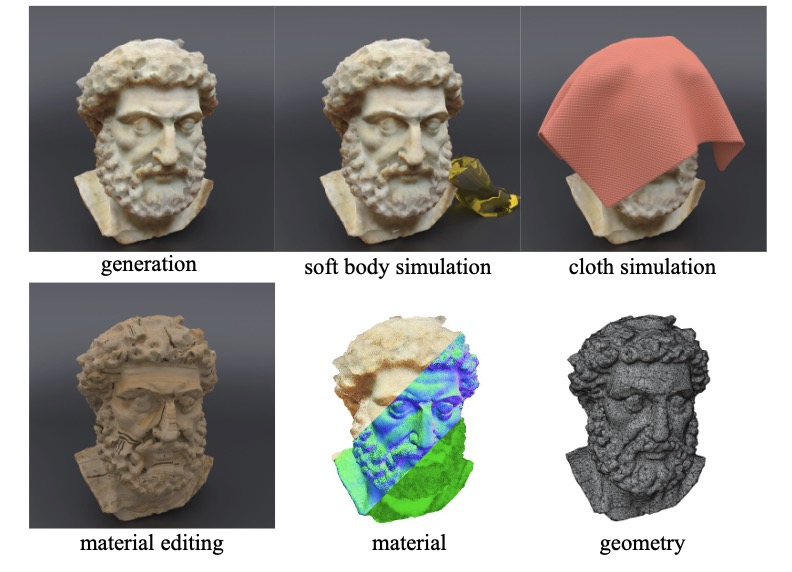 generation
soft body simulation
cloth simulation
material editing
material
geometry